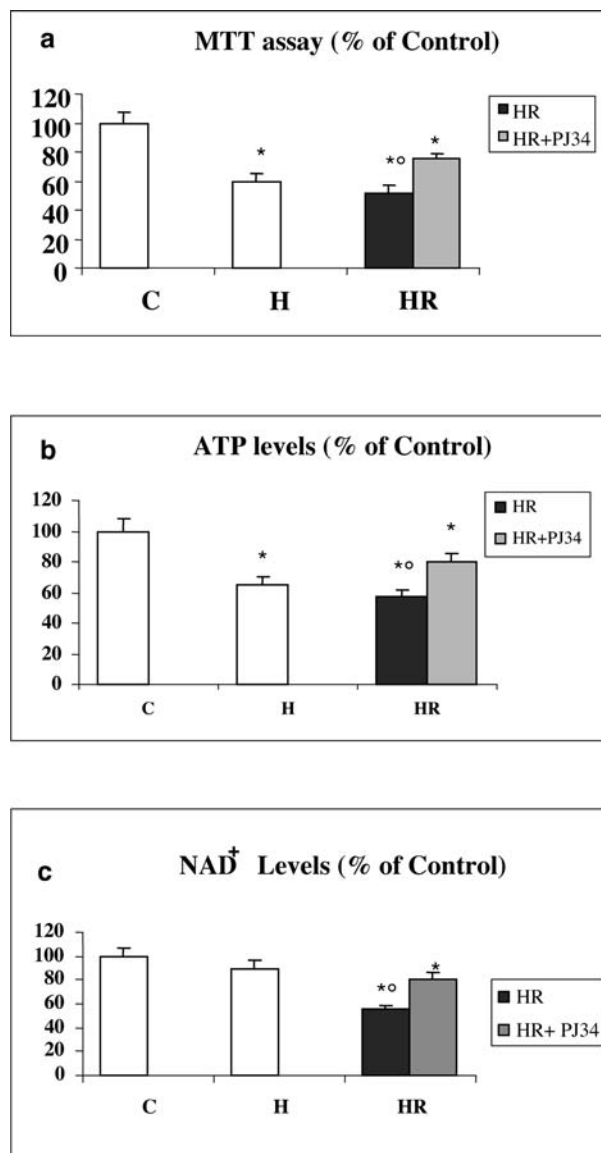 a
MTT assay (% of Control)
120
100
80
60
40
20
0
*
*o
*
C
H
HR
HR
HR+PJ34
b
ATP levels (% of Control)
120
100
80
60
40
20
0
*
*o
*
C
H
HR
HR
HR+PJ34
c
NAD+ Levels (% of Control)
120
100
80
60
40
20
0
*o
*
C
H
HR
HR
HR+ PJ34